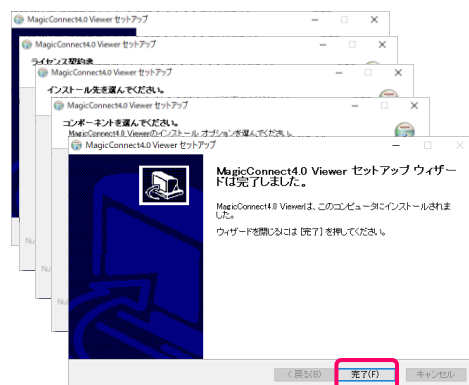 MagicConnect4.0 Viewer セットアップ
MagicConnect4.0 Viewer セットアップ
ライセンス契約書
MagicConnect4.0 Viewer セットアップ
インストール先を選んでください。
MagicConnect4.0 Viewer セットアップ
コンポーネントを選んでください。
MagicConnect4.0 Viewerのインストール オプションを選んでください。
MagicConnect4.0 Viewer セットアップ
MagicConnect4.0 Viewer セットアップ ウィザー
ドは完了しました。
MagicConnect4.0 Viewerは、このコンピュータにインストールされま
した。
ウィザードを閉じるには [完了] を押してください。
Nu
Nu
Nul
Nul
< 戻る(B)
完了(F)
キャンセル